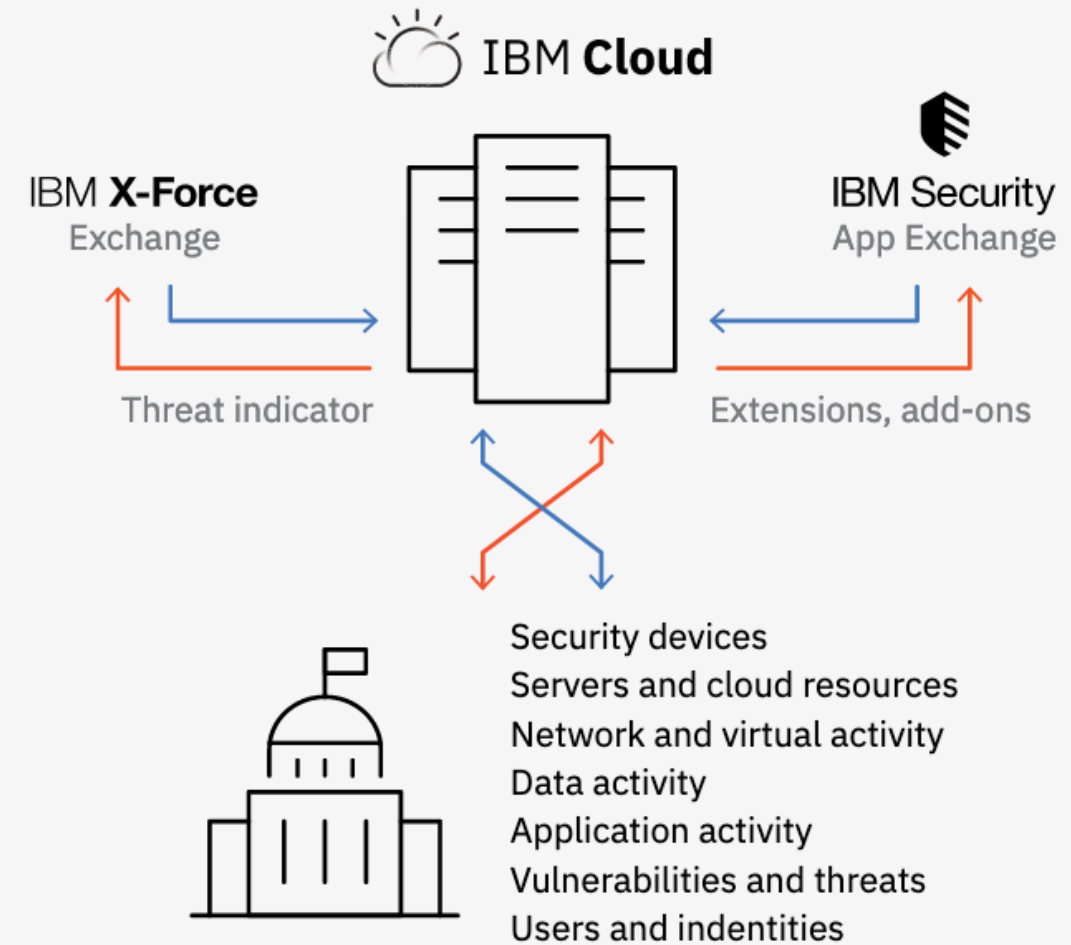 IBM Cloud
IBM X-Force
Exchange
IBM Security
App Exchange
Threat indicator
Extensions, add-ons
Security devices
Servers and cloud resources
Network and virtual activity
Data activity
Application activity
Vulnerabilities and threats
Users and indentities